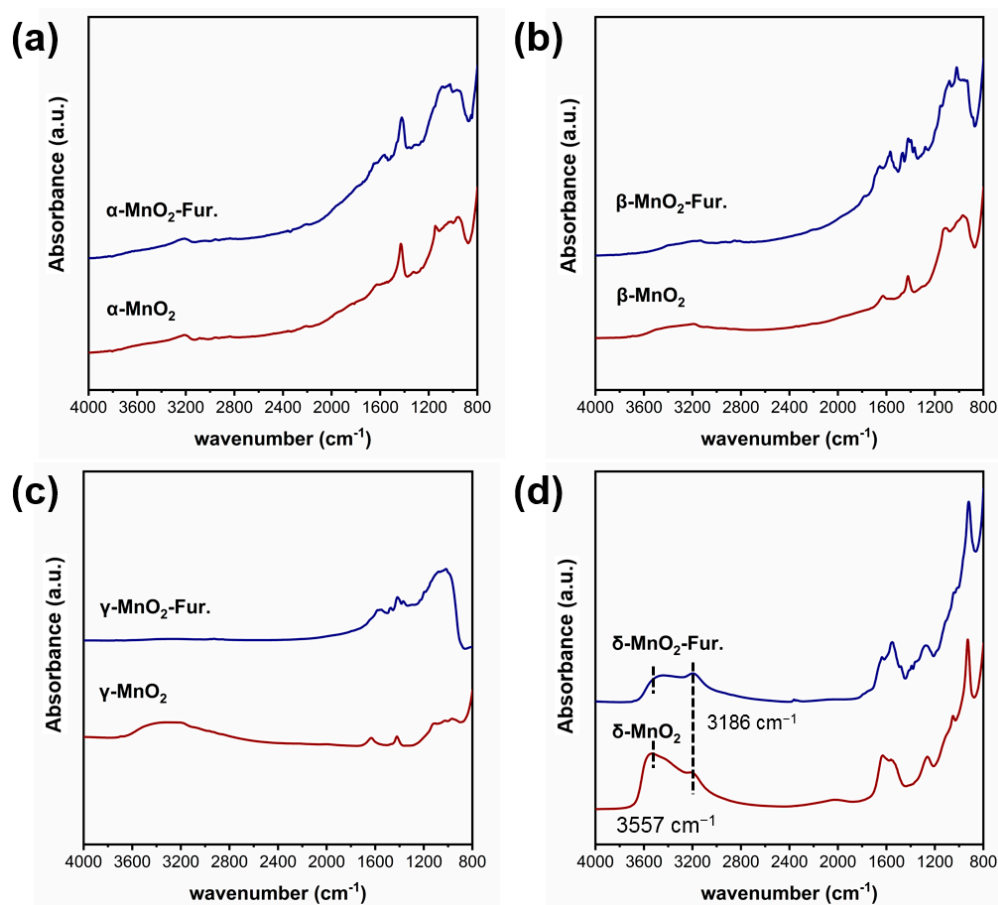 (a)
Absorbance (a.u.)
α-MnO₂-Fur.
α-MnO₂
4000 3600 3200 2800 2400 2000 1600 1200 800
wavenumber (cm⁻¹)
(b)
Absorbance (a.u.)
β-MnO₂-Fur.
β-MnO₂
4000 3600 3200 2800 2400 2000 1600 1200 800
wavenumber (cm⁻¹)
(c)
Absorbance (a.u.)
γ-MnO₂-Fur.
γ-MnO₂
4000 3600 3200 2800 2400 2000 1600 1200 800
wavenumber (cm⁻¹)
(d)
Absorbance (a.u.)
δ-MnO₂-Fur.
3186 cm⁻¹
δ-MnO₂
3557 cm⁻¹
4000 3600 3200 2800 2400 2000 1600 1200 800
wavenumber (cm⁻¹)